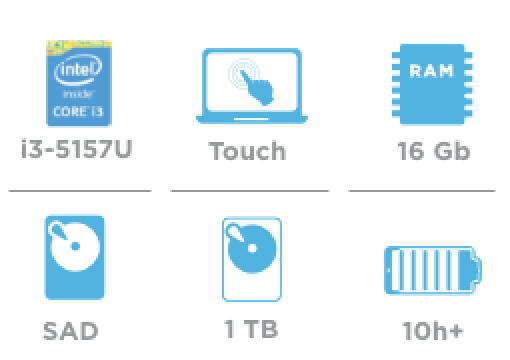 intel
inside
CORE i3
i3-5157U
Touch
RAM
16 Gb
SAD
1 TB
10h+